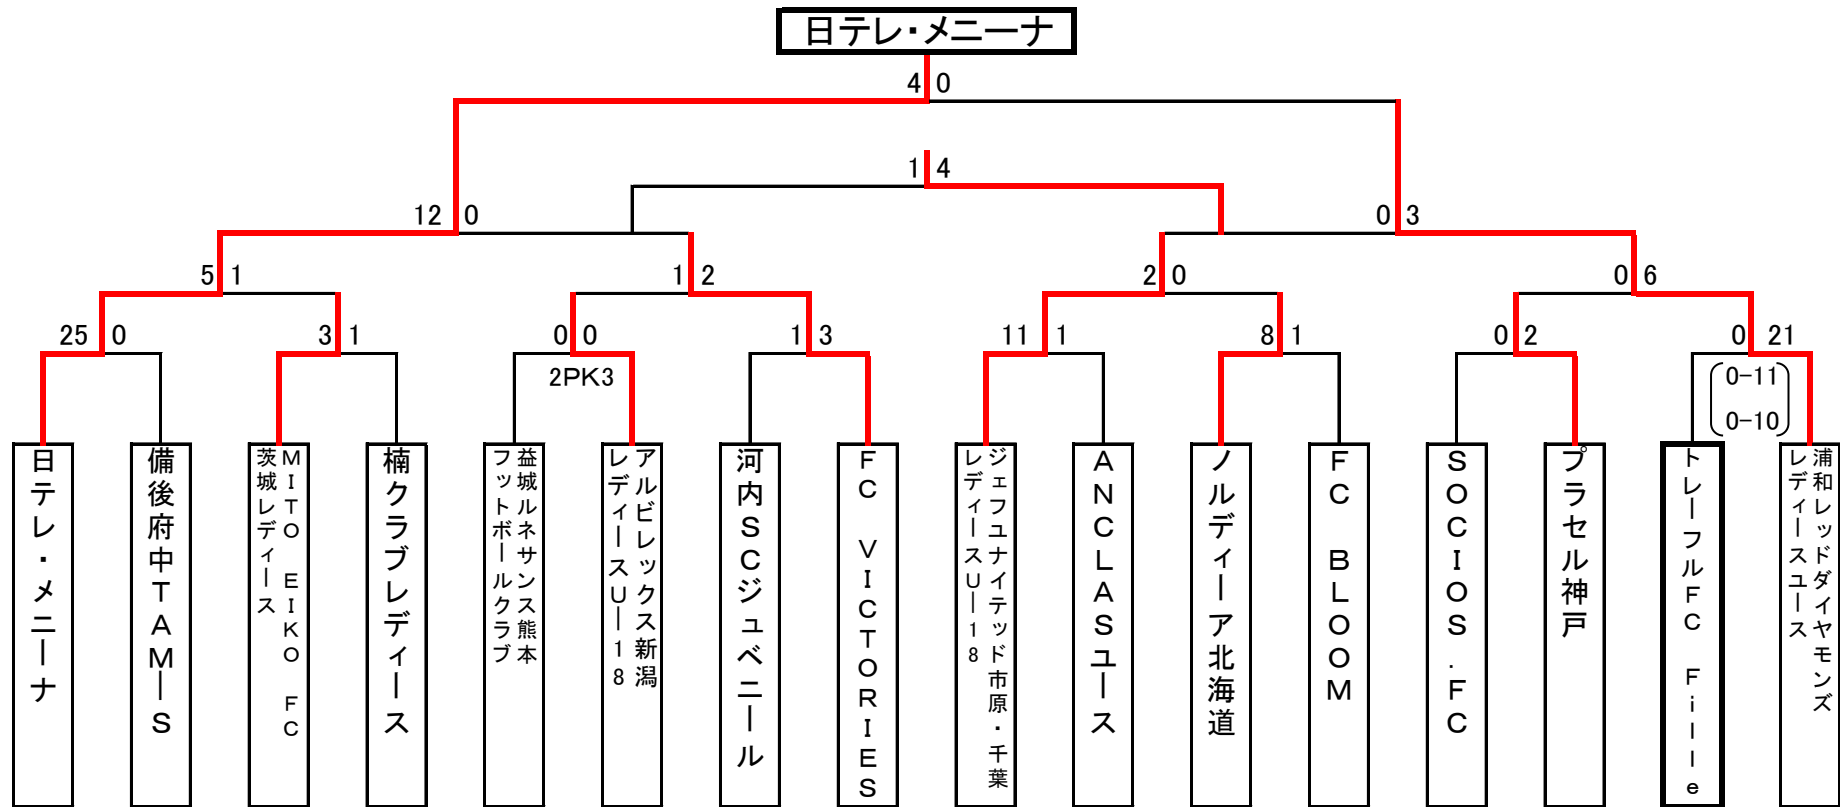 日テレ・メニーナ
4 0
1 4
12 0
0 3
5 1
1 2
2 0
0 6
25 0
3 1
0 0
1 3
11 1
8 1
0 2
0 21
2PK3
0-11
0-10
日テレ・メニーナ
備後府中TAM―S
MITO EIKO FC
茨城レディース
楠クラブレディース
益城ルネサンス熊本
フットボールクラブ
アルビレックス新潟
レディースU―18
河内SCジュベニール
FC VICTORIES
ジェフユナイテッド市原・千葉
レディースU―18
ANCLASユース
ノルディーア北海道
FC BLOOM
SOCIOS.FC
プラセル神戸
トレーフルFC Fille
浦和レッドダイヤモンズ
レディースユース